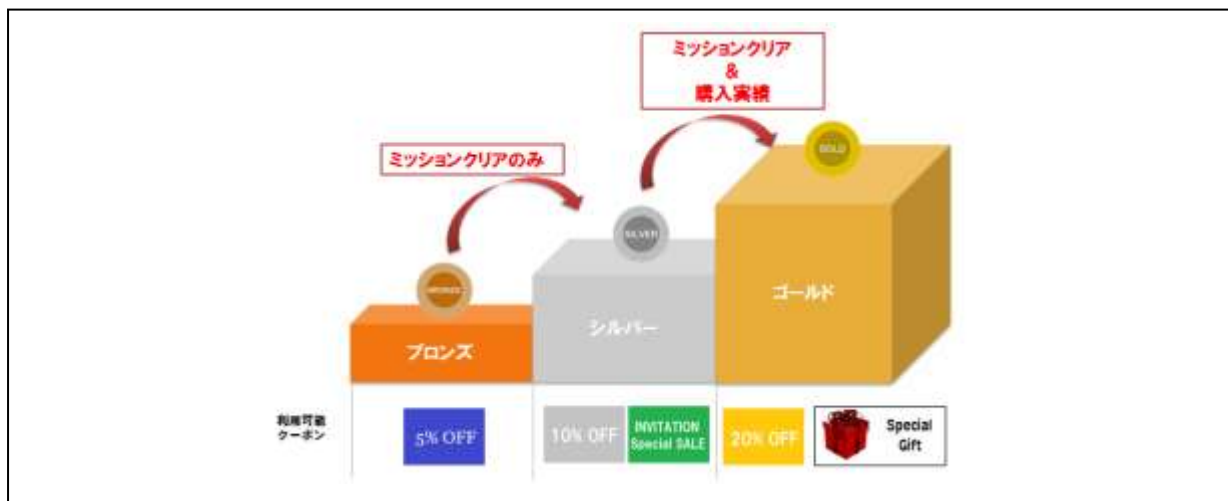 ミッションクリア
&
購入実績
ミッションクリアのみ
GOLD
SILVER
BRONZE
ゴールド
シルバー
ブロンズ
利用可能
クーポン
5% OFF
10% OFF
INVITATION
Special SALE
20% OFF
Special
Gift